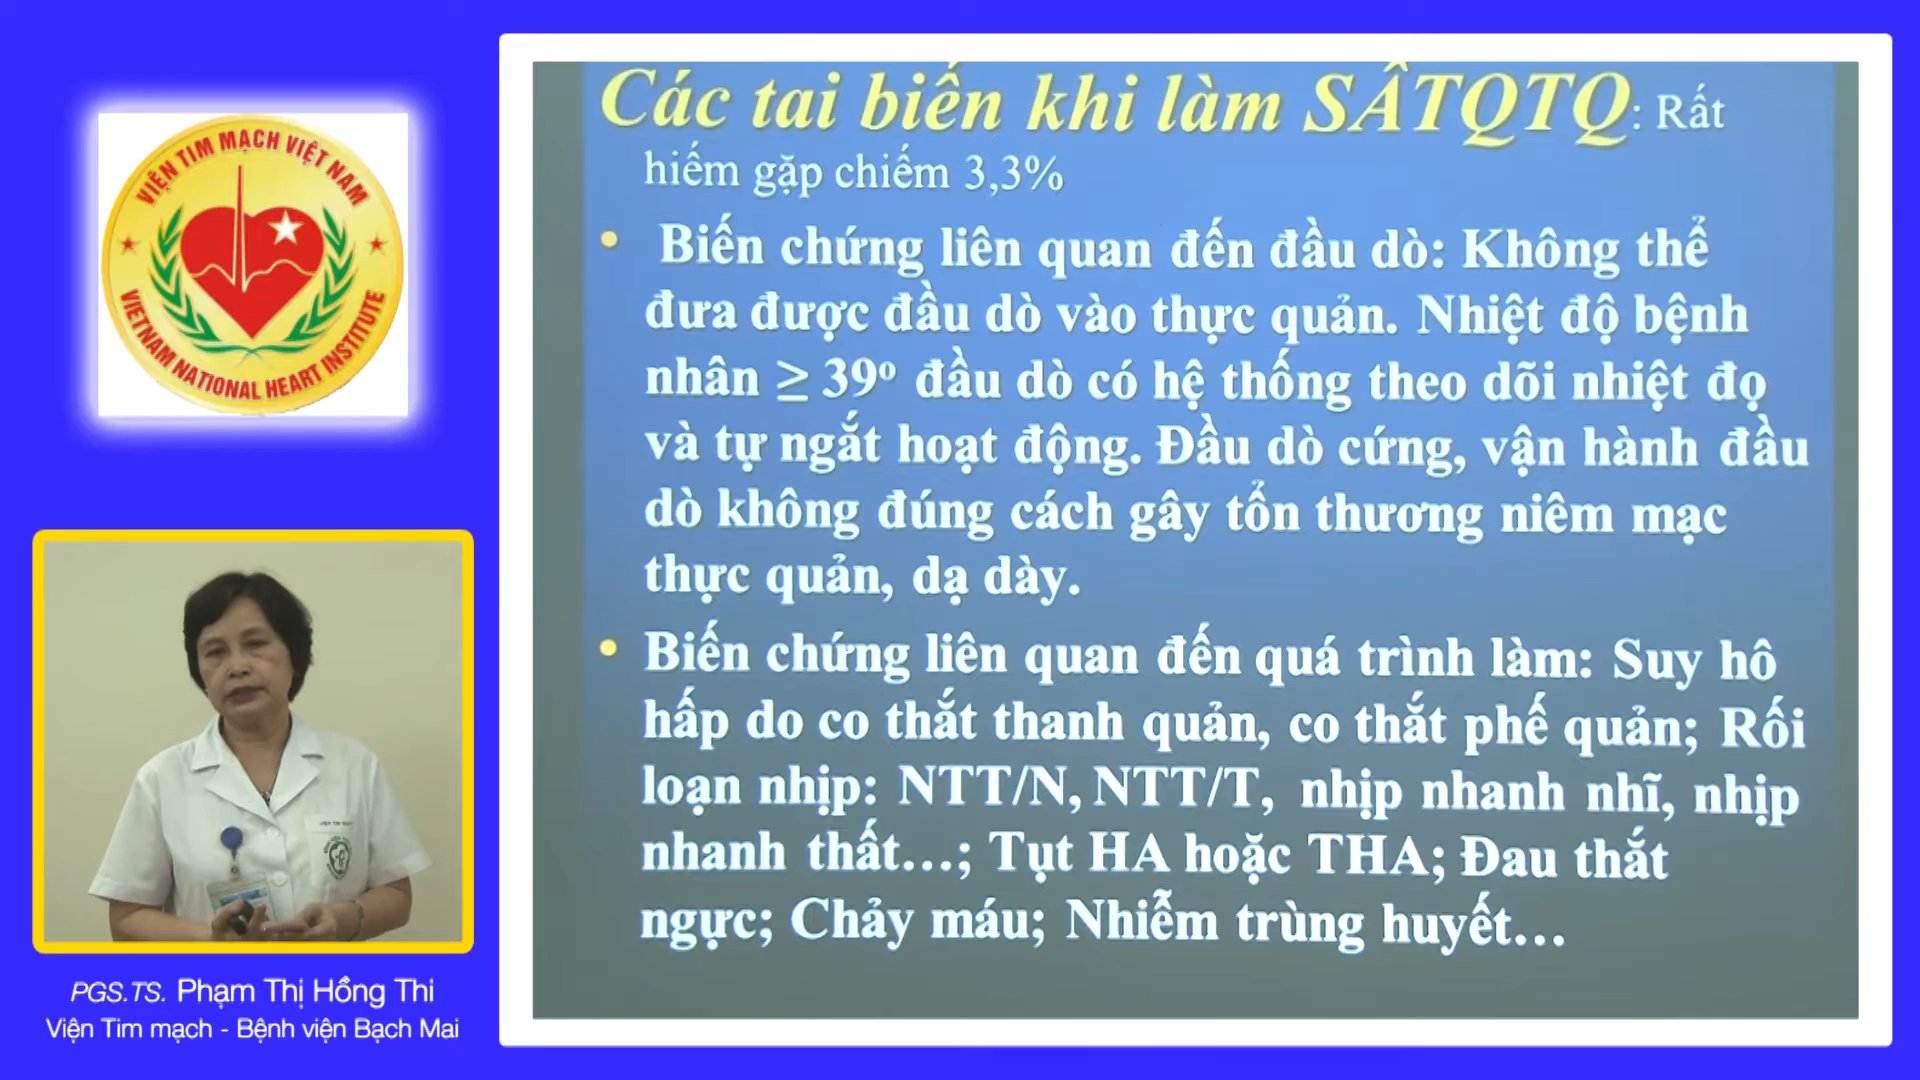 VIỆN TIM MẠCH VIỆT NAM
VIETNAM NATIONAL HEART INSTITUTE
PGS.TS. Phạm Thị Hồng Thi
Viện Tim mạch - Bệnh viện Bạch Mai
Các tai biến khi làm SÂTQTQ: Rất
hiếm gặp chiếm 3,3%
• Biến chứng liên quan đến đầu dò: Không thể
đưa được đầu dò vào thực quản. Nhiệt độ bệnh
nhân ≥ 39º đầu dò có hệ thống theo dõi nhiệt đọ
và tự ngắt hoạt động. Đầu dò cứng, vận hành đầu
dò không đúng cách gây tổn thương niêm mạc
thực quản, dạ dày.
• Biến chứng liên quan đến quá trình làm: Suy hô
hấp do co thắt thanh quản, co thắt phế quản; Rối
loạn nhịp: NTT/N, NTT/T, nhịp nhanh nhĩ, nhịp
nhanh thất…; Tụt HA hoặc THA; Đau thắt
ngực; Chảy máu; Nhiễm trùng huyết…